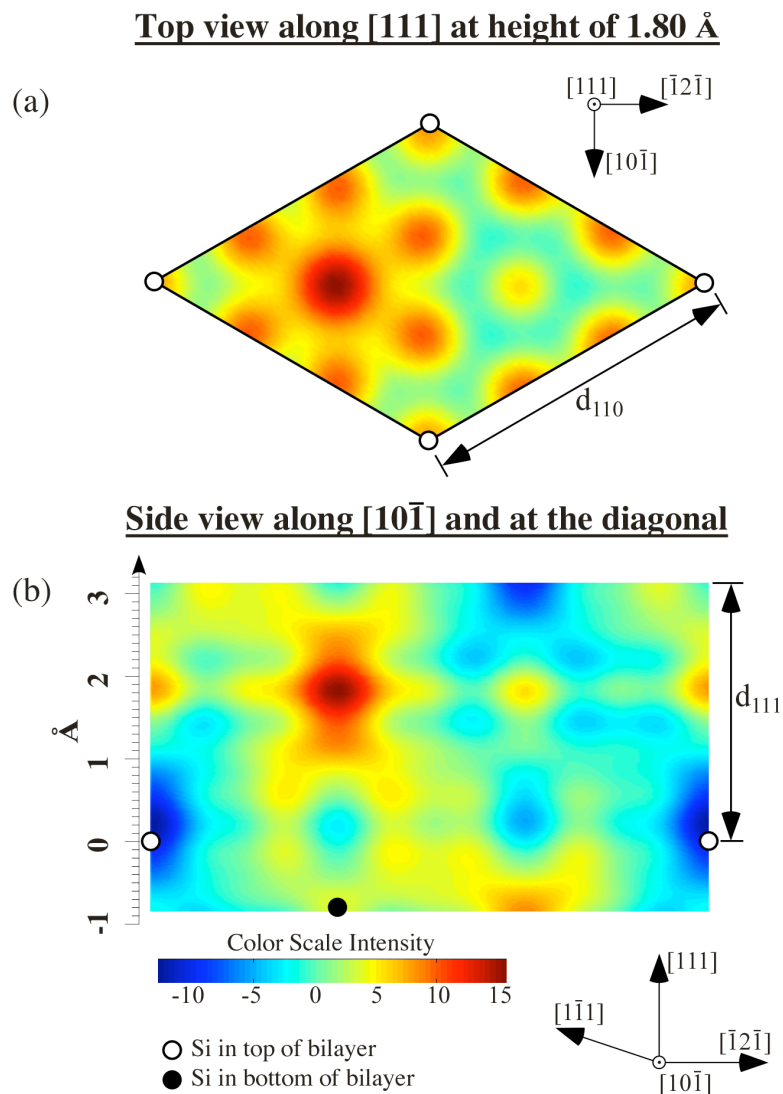 Top view along [111] at height of 1.80 Å
(a)
[111]
[1̄21̄]
[101̄]
d110
Side view along [101̄] and at the diagonal
(b)
3
2
1
0
-1
Å
d111
Color Scale Intensity
-10 -5 0 5 10 15
[111]
[11̄1]
[1̄21̄]
[101̄]
Si in top of bilayer
Si in bottom of bilayer